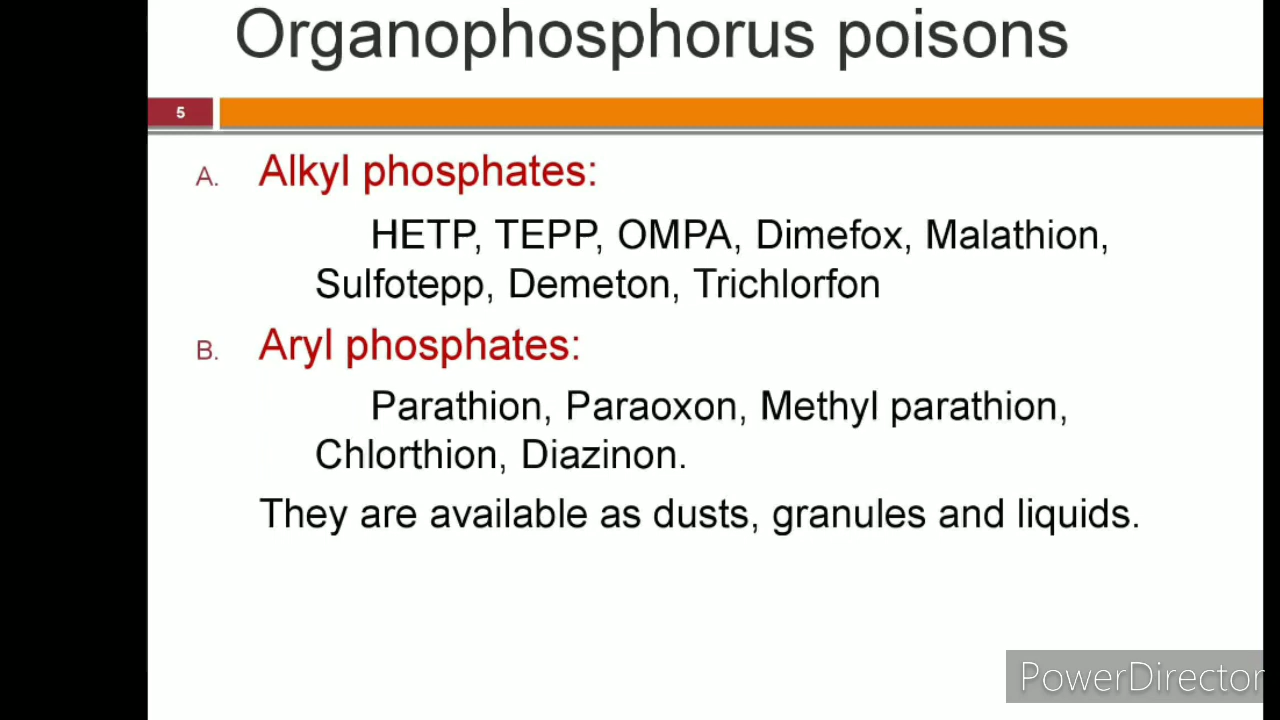 Organophosphorus poisons
5
A. Alkyl phosphates:
HETP, TEPP, OMPA, Dimefox, Malathion,
Sulfotepp, Demeton, Trichlorfon
B. Aryl phosphates:
Parathion, Paraoxon, Methyl parathion,
Chlorthion, Diazinon.
They are available as dusts, granules and liquids.
PowerDirector